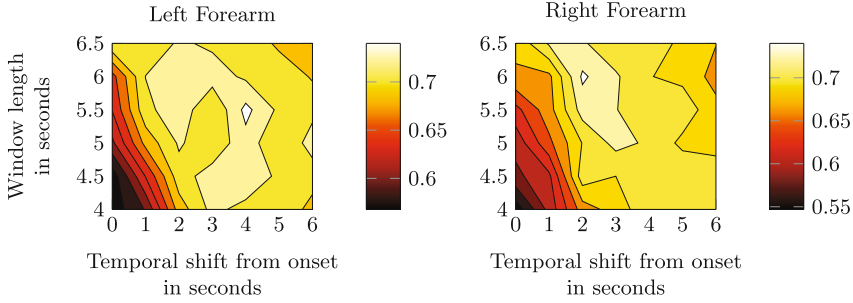 Left Forearm
Window length
in seconds
6.5
6
5.5
5
4.5
4
0 1 2 3 4 5 6
Temporal shift from onset
in seconds
0.7
0.65
0.6
Right Forearm
6.5
6
5.5
5
4.5
4
0 1 2 3 4 5 6
Temporal shift from onset
in seconds
0.7
0.65
0.6
0.55